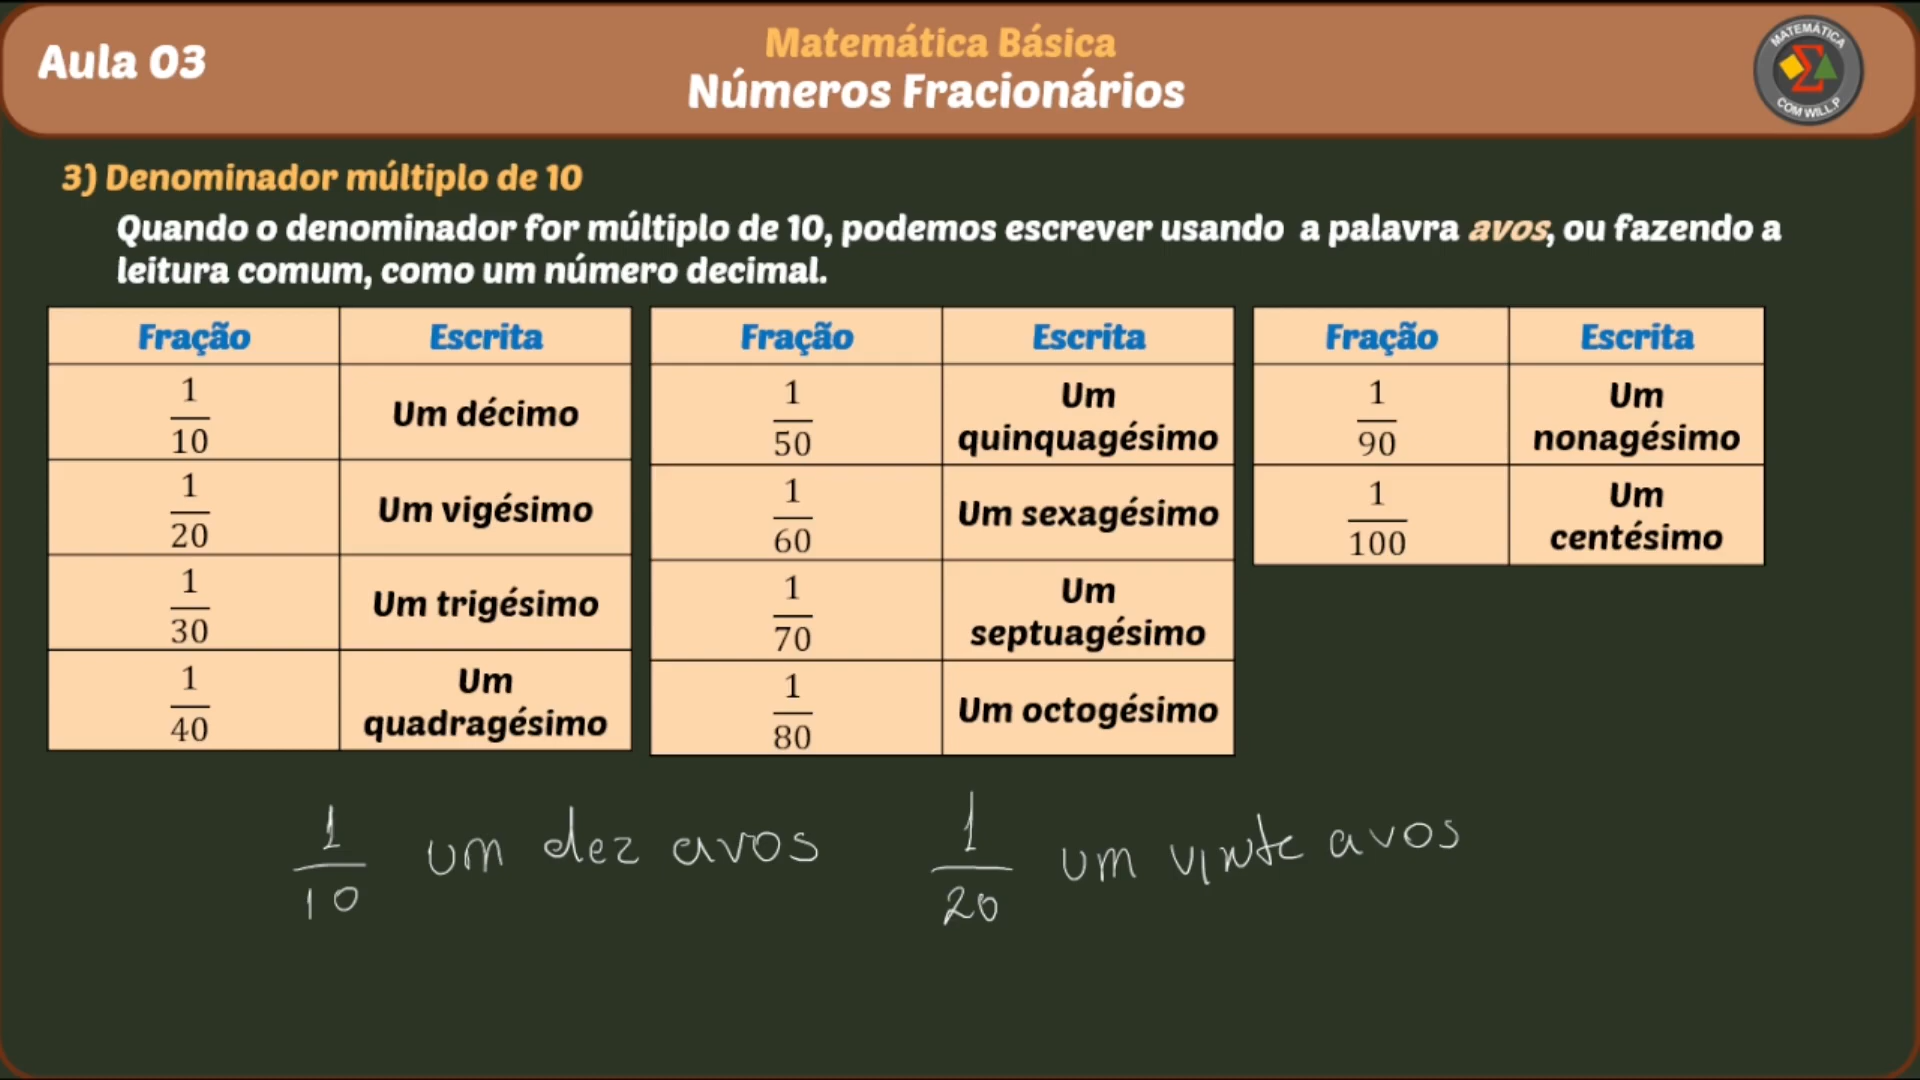 Aula 03
Matemática Básica
Números Fracionários
MATEMÁTICA
COM WILL.P
3) Denominador múltiplo de 10
Quando o denominador for múltiplo de 10, podemos escrever usando a palavra avos, ou fazendo a
leitura comum, como um número decimal.
Fração Escrita
1/10 Um décimo
1/20 Um vigésimo
1/30 Um trigésimo
1/40 Um
quadragésimo
Fração Escrita
1/50 Um
quinquagésimo
1/60 Um sexagésimo
1/70 Um
septuagésimo
1/80 Um octogésimo
Fração Escrita
1/90 Um
nonagésimo
1/100 Um
centésimo
1/10 um dez avos 1/20 um vinte avos